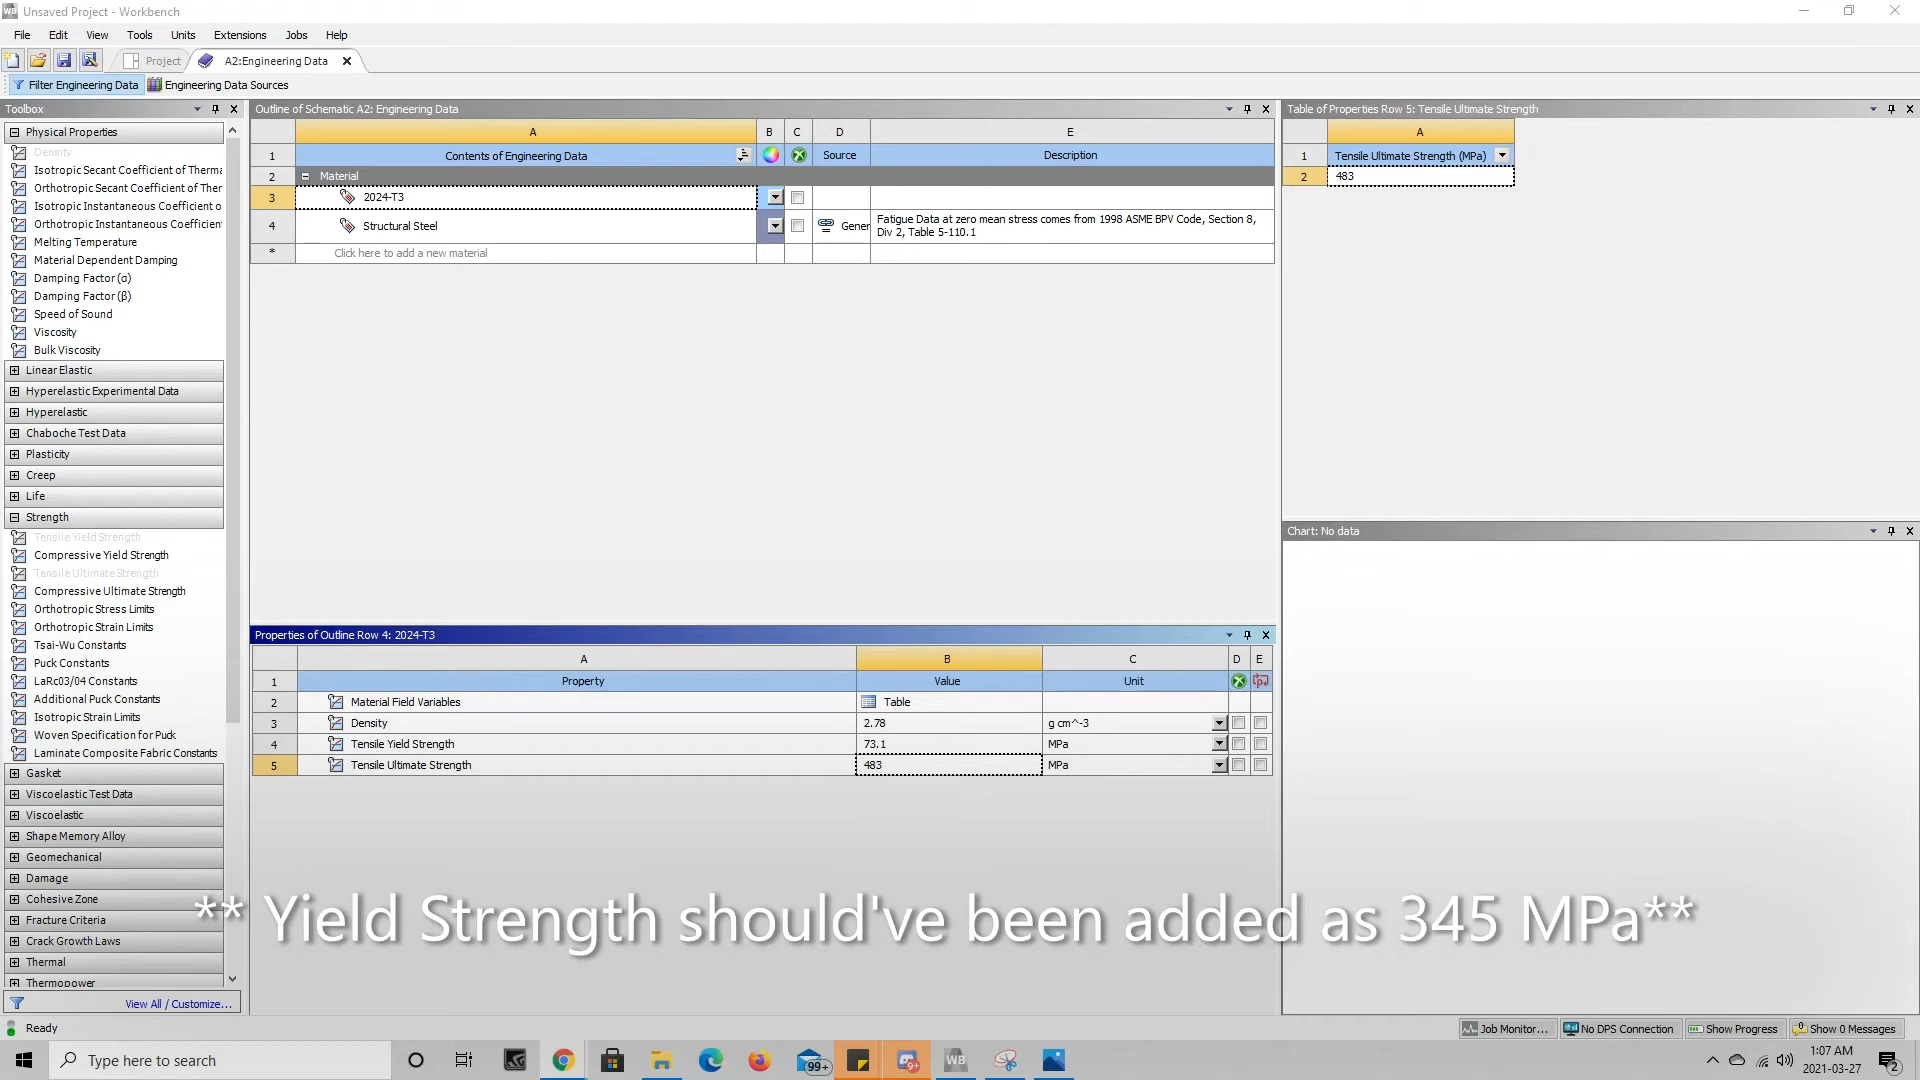 Unsaved Project - Workbench
File Edit View Tools Units Extensions Jobs Help
Project A2:Engineering Data
Filter Engineering Data Engineering Data Sources
Toolbox
Physical Properties
Density
Isotropic Secant Coefficient of Therma
Orthotropic Secant Coefficient of Ther
Isotropic Instantaneous Coefficient o
Orthotropic Instantaneous Coefficien
Melting Temperature
Material Dependent Damping
Damping Factor (α)
Damping Factor (β)
Speed of Sound
Viscosity
Bulk Viscosity
Linear Elastic
Hyperelastic Experimental Data
Hyperelastic
Chaboche Test Data
Plasticity
Creep
Life
Strength
Tensile Yield Strength
Compressive Yield Strength
Tensile Ultimate Strength
Compressive Ultimate Strength
Orthotropic Stress Limits
Orthotropic Strain Limits
Tsai-Wu Constants
Puck Constants
LaRc03/04 Constants
Additional Puck Constants
Isotropic Strain Limits
Woven Specification for Puck
Laminate Composite Fabric Constants
Gasket
Viscoelastic Test Data
Viscoelastic
Shape Memory Alloy
Geomechanical
Damage
Cohesive Zone
Fracture Criteria
Crack Growth Laws
Thermal
Thermopower
View All / Customize...
Outline of Schematic A2: Engineering Data
A B C D E
1 Contents of Engineering Data Source Description
2 Material
3 2024-T3
4 Structural Steel Gener Fatigue Data at zero mean stress comes from 1998 ASME BPV Code, Section 8,
Div 2, Table 5-110.1
* Click here to add a new material
Properties of Outline Row 4: 2024-T3
A B C D E
1 Property Value Unit
2 Material Field Variables Table
3 Density 2.78 g cm^-3
4 Tensile Yield Strength 73.1 MPa
5 Tensile Ultimate Strength 483 MPa
Table of Properties Row 5: Tensile Ultimate Strength
A
1 Tensile Ultimate Strength (MPa)
2 483
Chart: No data
** Yield Strength should've been added as 345 MPa**
Ready
Job Monitor... No DPS Connection Show Progress Show 0 Messages
Type here to search
99+
9+
WB
1:07 AM
2021-03-27
2